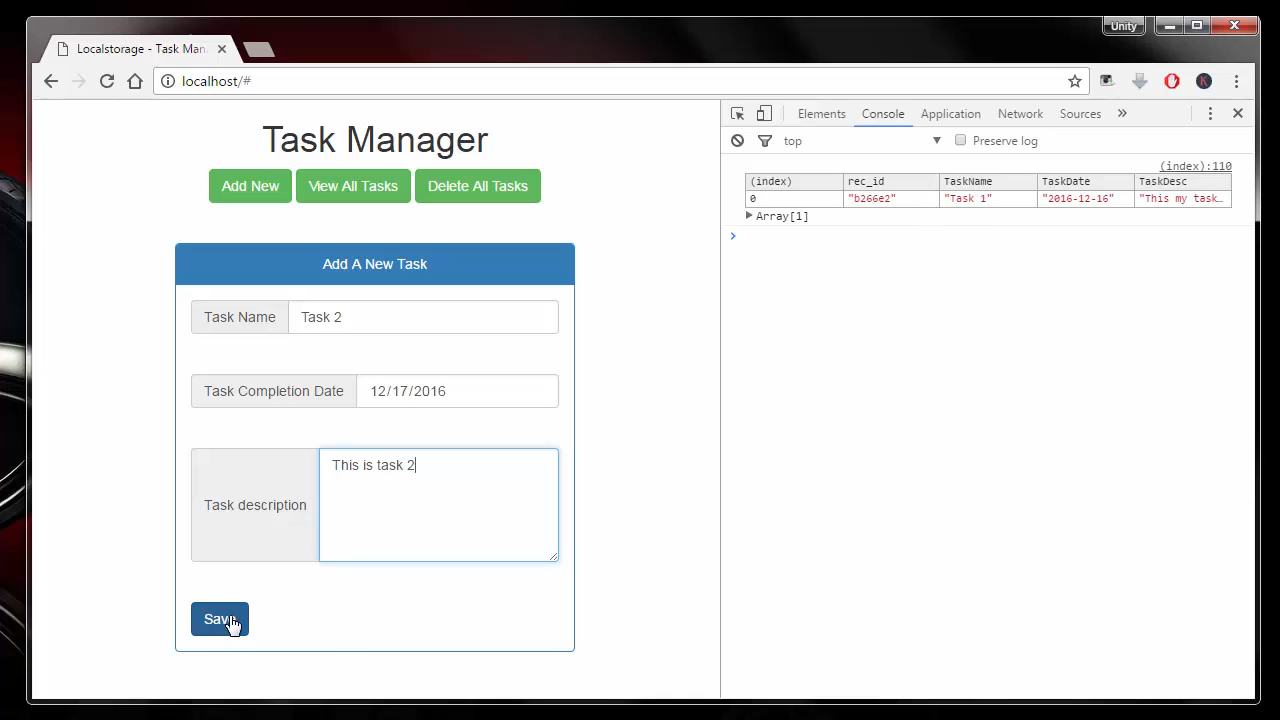 Unity
Localstorage - Task Man
localhost/#
Task Manager
Add New View All Tasks Delete All Tasks
Add A New Task
Task Name Task 2
Task Completion Date 12/17/2016
Task description This is task 2
Save
Elements Console Application Network Sources »
top Preserve log
(index):110
(index) rec_id TaskName TaskDate TaskDesc
0 "b266e2" "Task 1" "2016-12-16" "This my task…
Array[1]